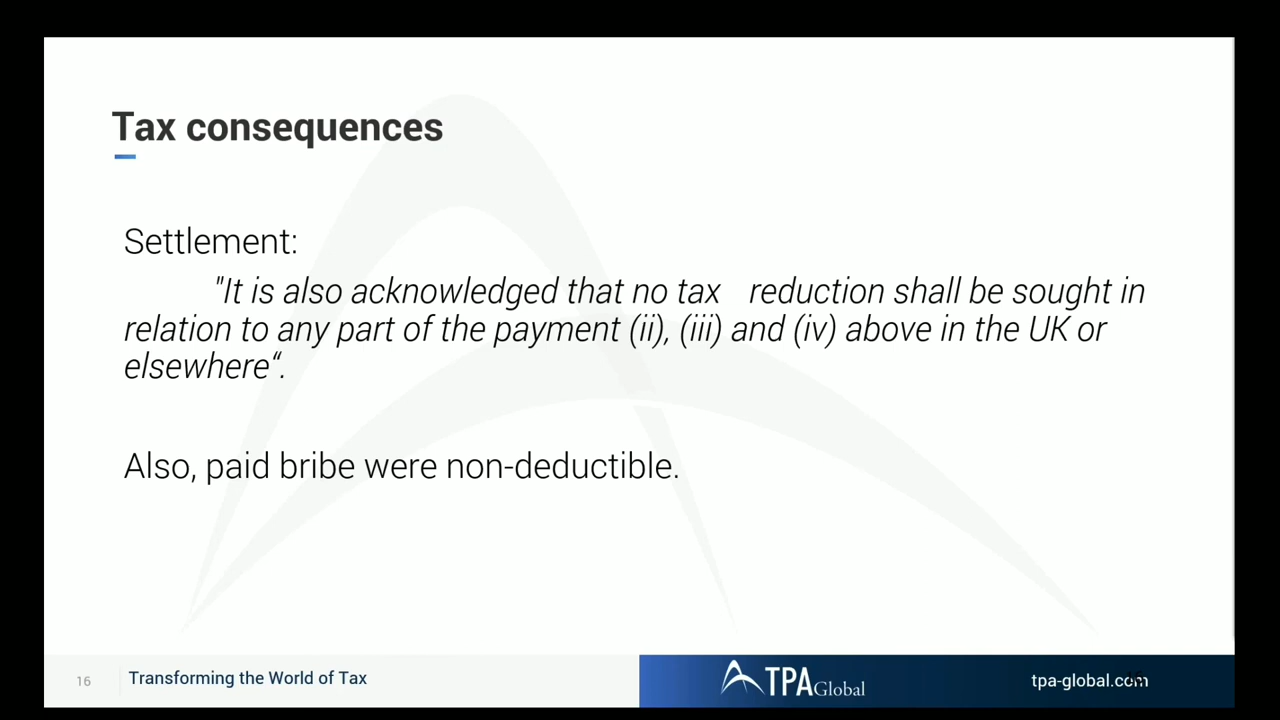 Tax consequences
Settlement:
"It is also acknowledged that no tax reduction shall be sought in
relation to any part of the payment (ii), (iii) and (iv) above in the UK or
elsewhere“.
Also, paid bribe were non-deductible.
16 Transforming the World of Tax
TPA Global
tpa-global.com